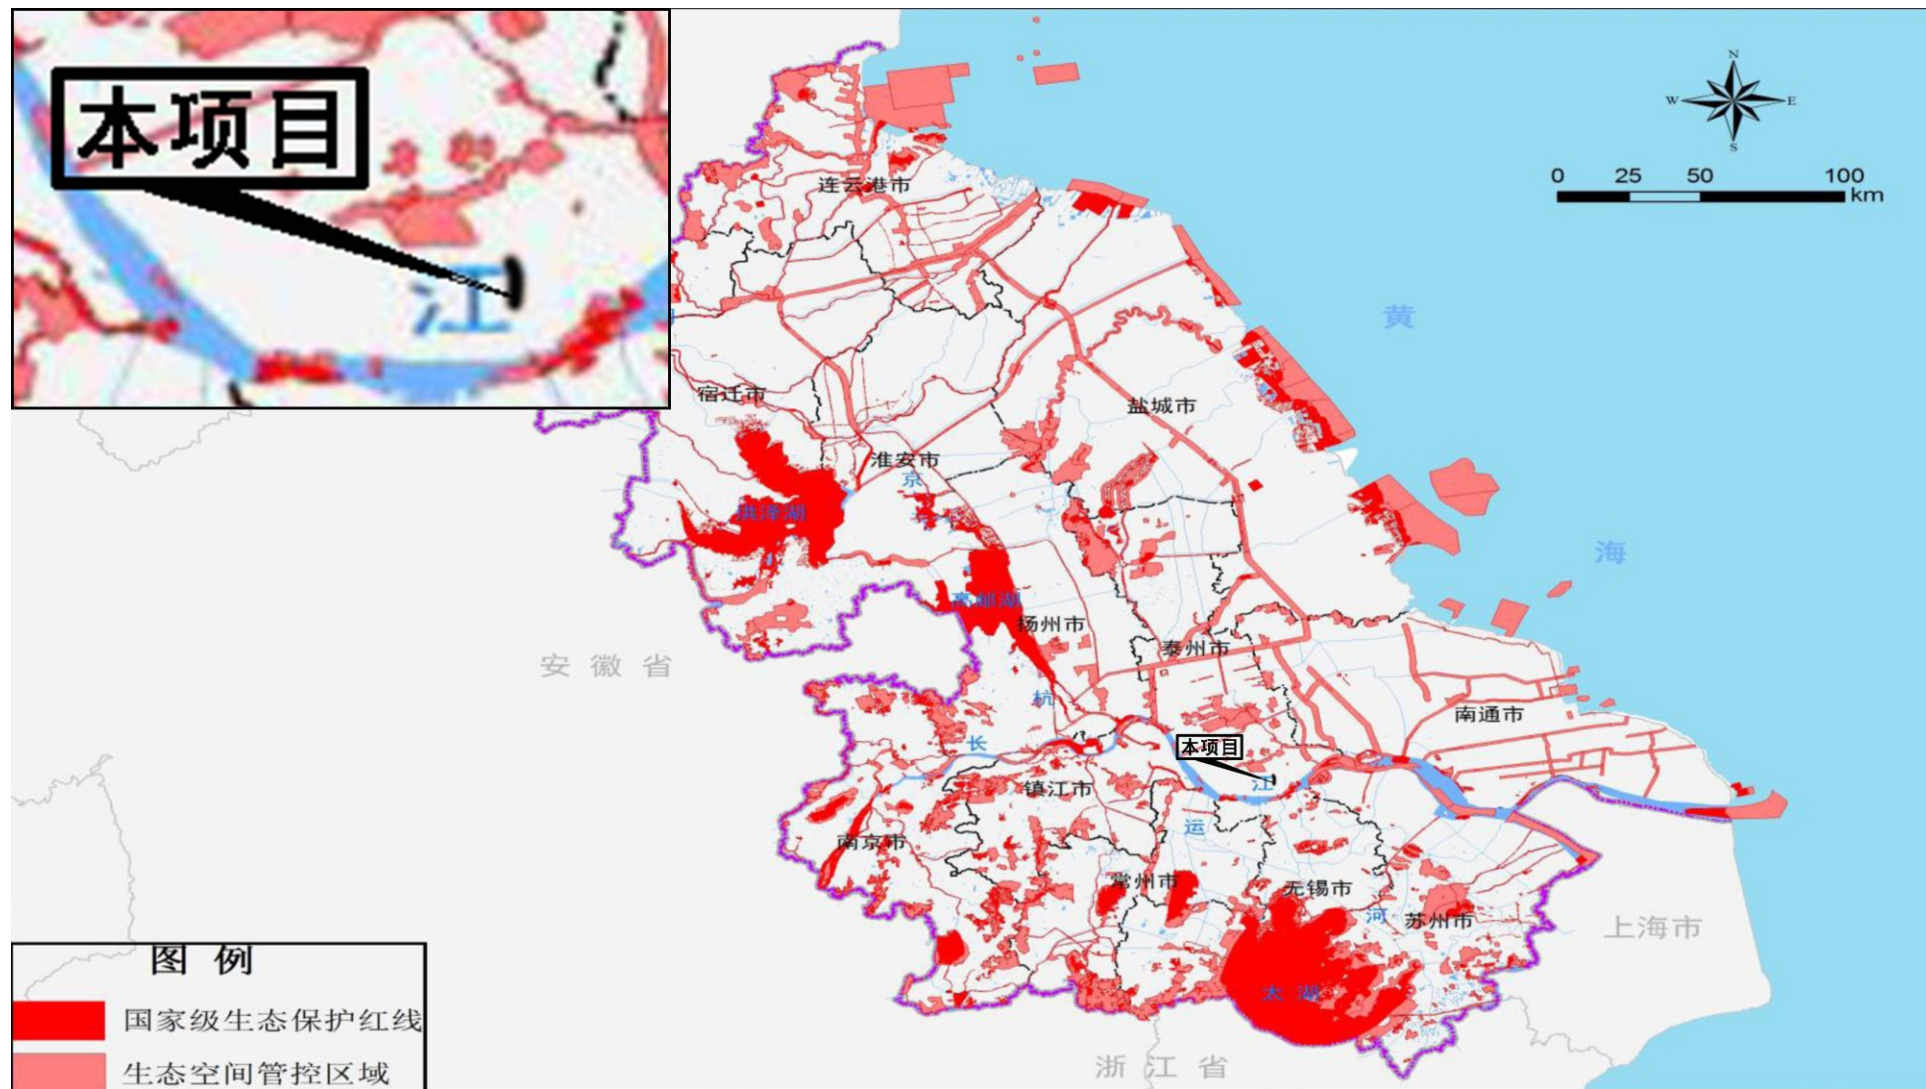 本项目
江
N
W
E
S
0 25 50 100
km
连云港市
黄
宿迁市
盐城市
淮安市
京
洪泽湖
海
高邮湖
扬州市
泰州市
安徽省
杭
南通市
长
本项目
江
镇江市
运
南京市
常州市
无锡市
河
苏州市
上海市
太湖
浙江省
图例
国家级生态保护红线
生态空间管控区域